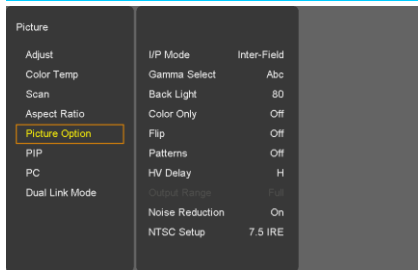 Picture
Adjust
Color Temp
Scan
Aspect Ratio
Picture Option
PIP
PC
Dual Link Mode
I/P Mode Inter-Field
Gamma Select Abc
Back Light 80
Color Only Off
Flip Off
Patterns Off
HV Delay H
Output Range Full
Noise Reduction On
NTSC Setup 7.5 IRE